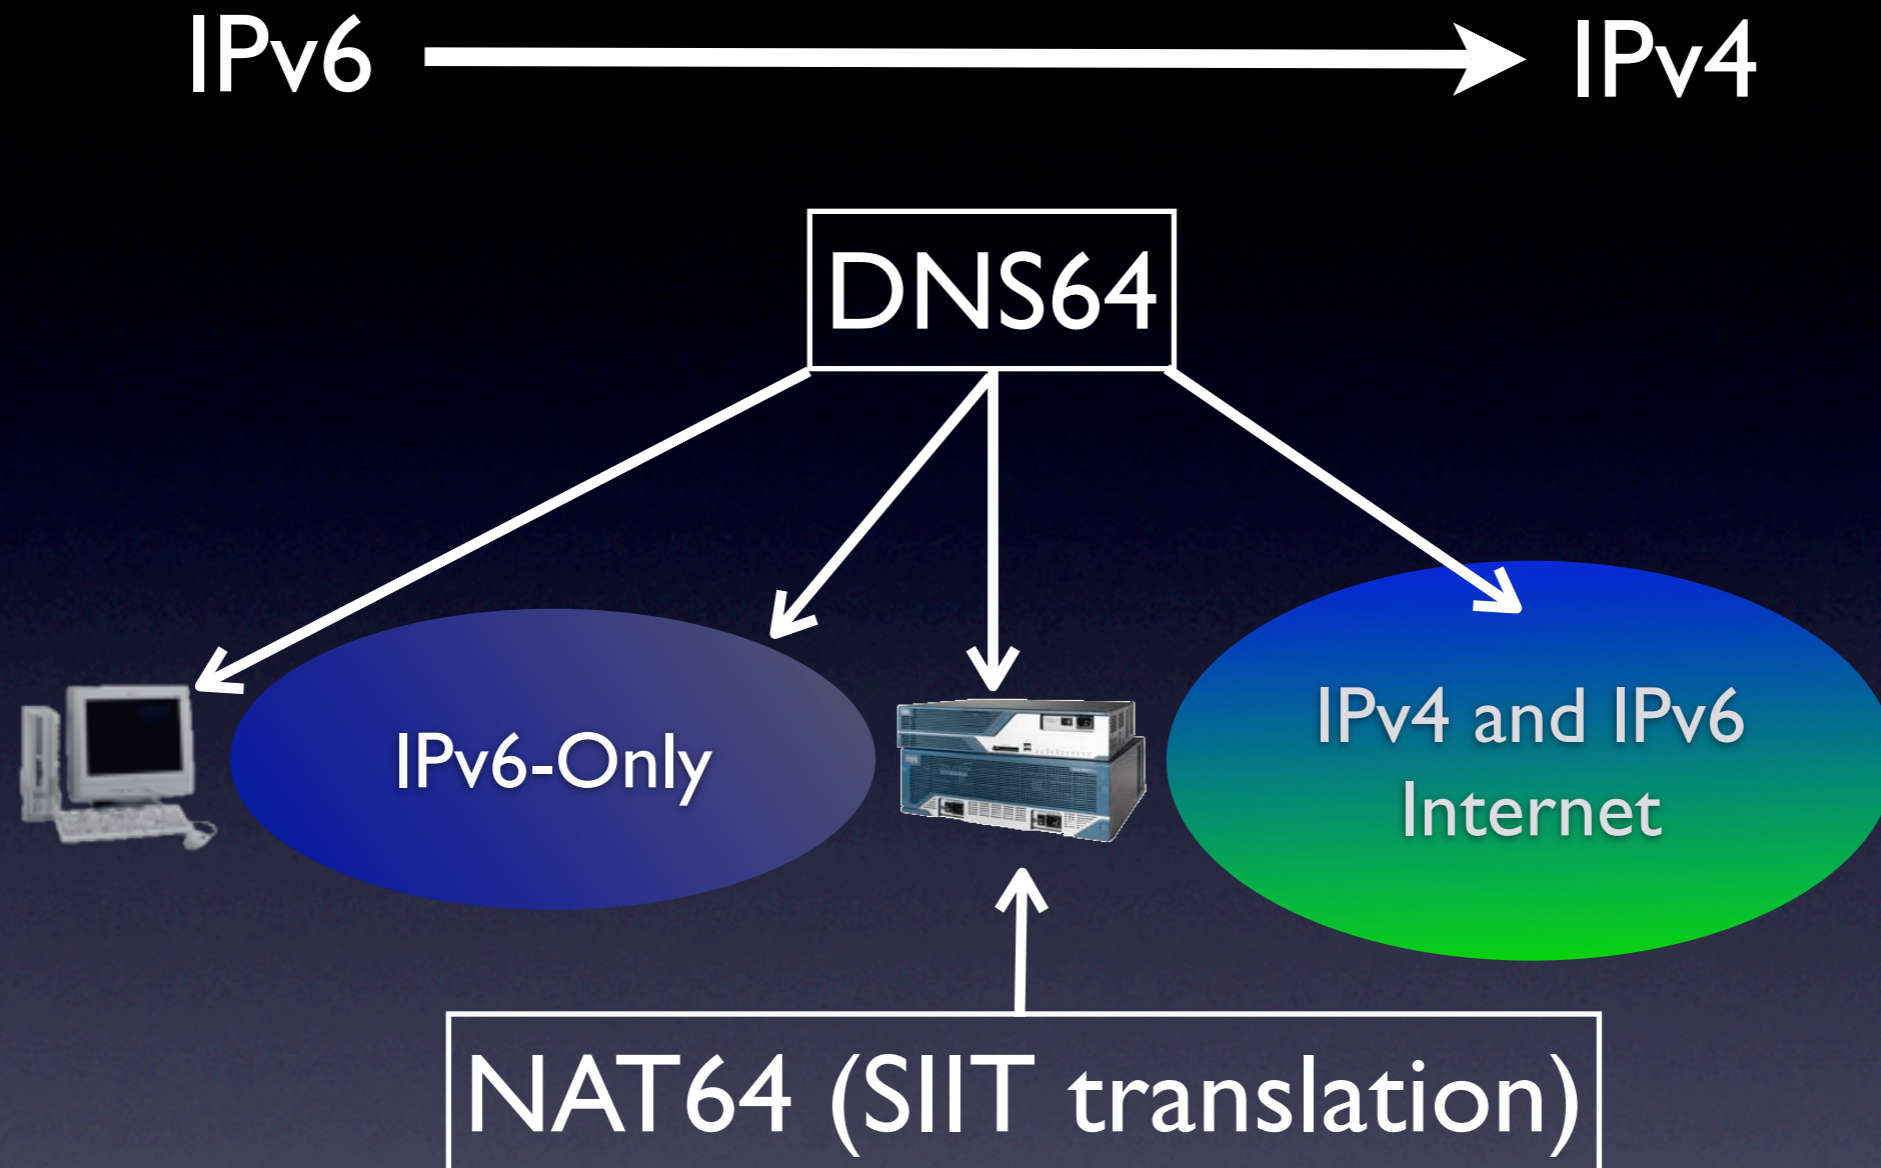 IPv6 IPv4
DNS64
IPv6-Only
IPv4 and IPv6
Internet
NAT64 (SIIT translation)